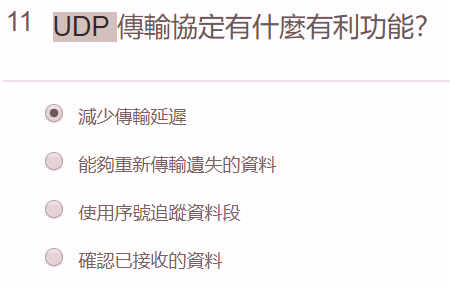 11 UDP 傳輸協定有什麼有利功能?
減少傳輸延遲
能夠重新傳輸遺失的資料
使用序號追蹤資料段
確認已接收的資料